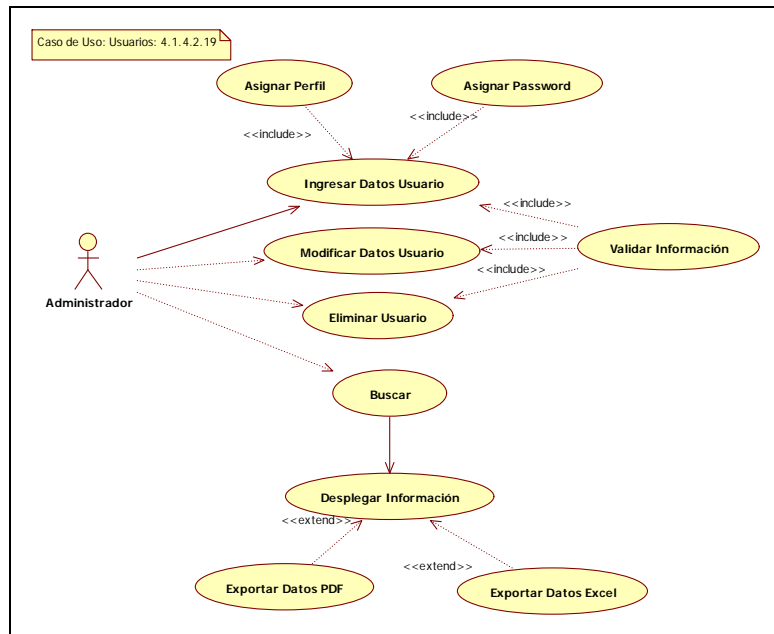 Caso de Uso: Usuarios: 4.1.4.2.19
Asignar Perfil
Asignar Password
<<include>>
<<include>>
Ingresar Datos Usuario
<<include>>
<<include>>
Modificar Datos Usuario
Validar Información
<<include>>
Administrador
Eliminar Usuario
Buscar
Desplegar Información
<<extend>>
<<extend>>
Exportar Datos PDF
Exportar Datos Excel